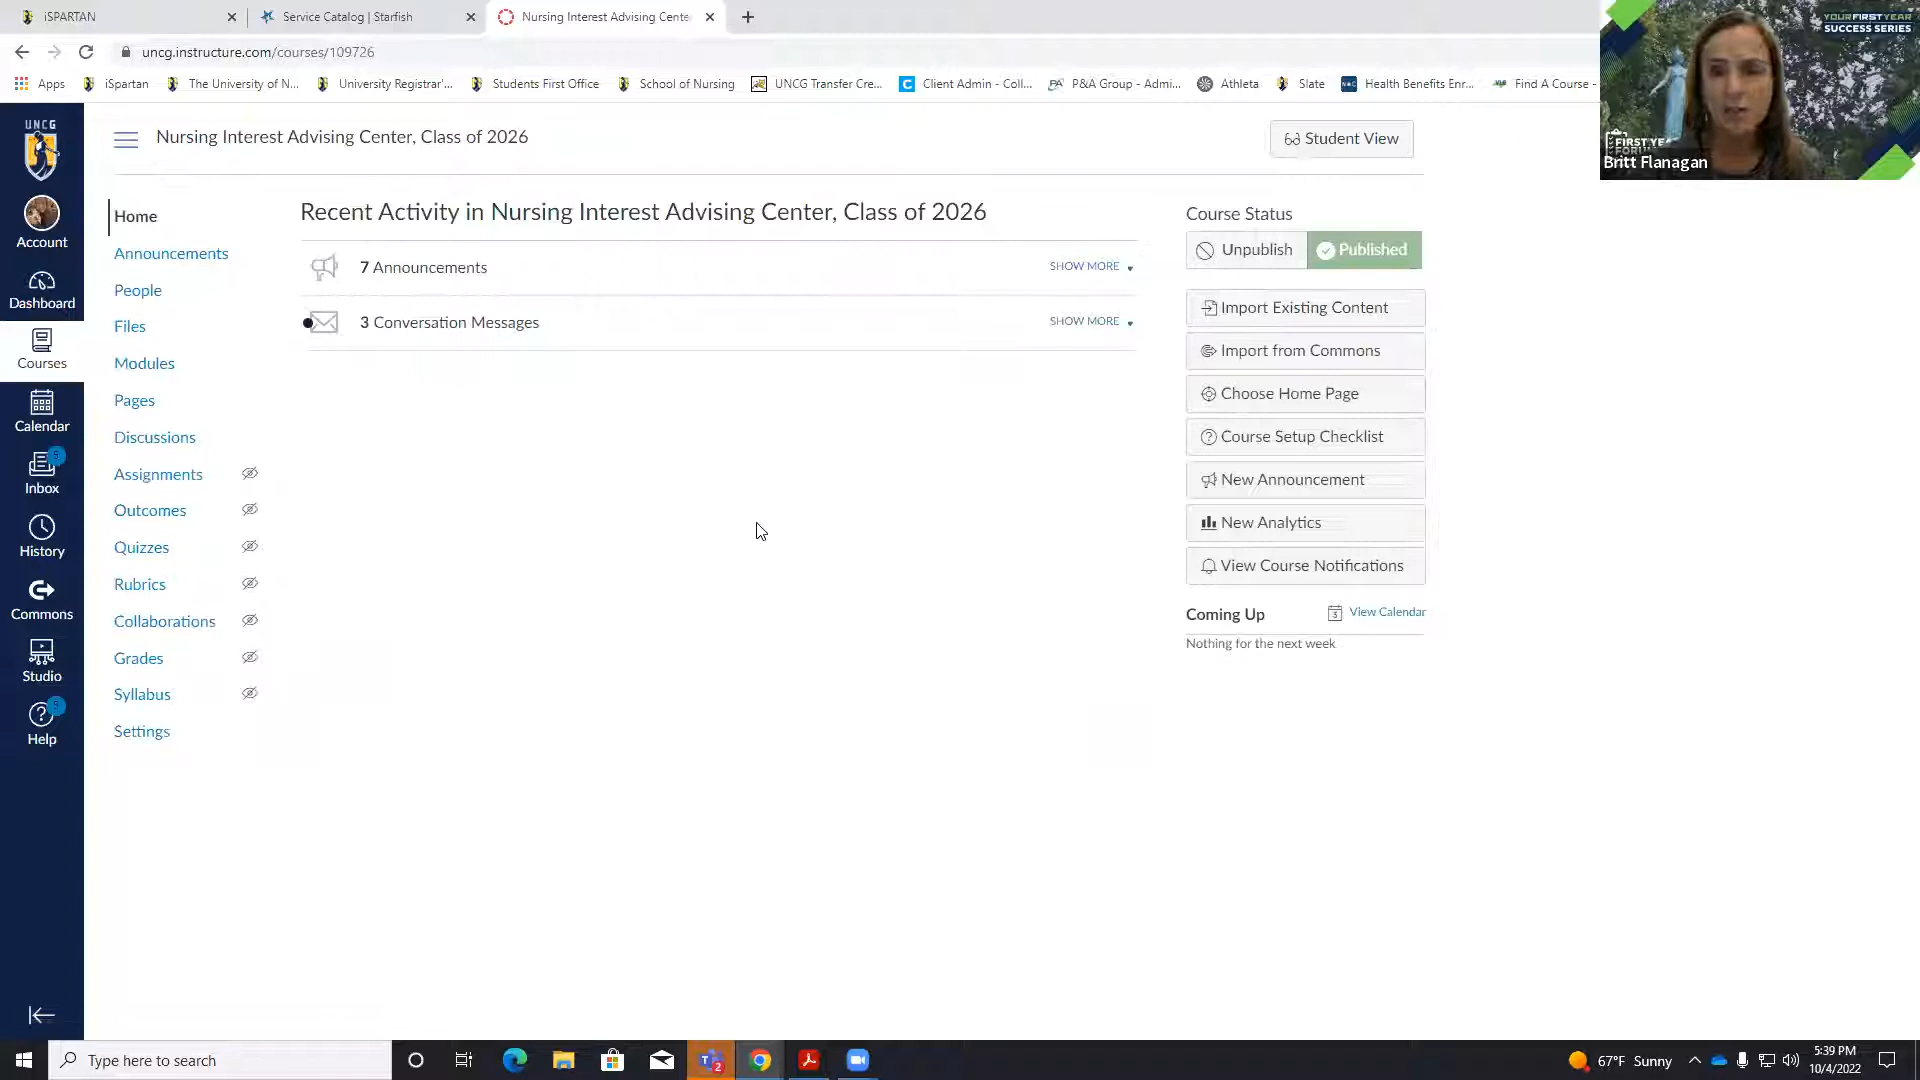 iSPARTAN
Service Catalog | Starfish
Nursing Interest Advising Cente
uncg.instructure.com/courses/109726
Apps
iSpartan
The University of N...
University Registrar'...
Students First Office
School of Nursing
UNCG Transfer Cre...
Client Admin - Coll...
P&A Group - Admi...
Athleta
Slate
Health Benefits Enr...
Find A Course -
YOUR FIRST YEAR
SUCCESS SERIES
FIRST YE
Britt Flanagan
UNCG
Account
Dashboard
Courses
Calendar
5
Inbox
History
Commons
Studio
5
Help
Nursing Interest Advising Center, Class of 2026
Student View
Home
Announcements
People
Files
Modules
Pages
Discussions
Assignments
Outcomes
Quizzes
Rubrics
Collaborations
Grades
Syllabus
Settings
Recent Activity in Nursing Interest Advising Center, Class of 2026
7 Announcements
SHOW MORE
3 Conversation Messages
SHOW MORE
Course Status
Unpublish
Published
Import Existing Content
Import from Commons
Choose Home Page
Course Setup Checklist
New Announcement
New Analytics
View Course Notifications
Coming Up
View Calendar
Nothing for the next week
Type here to search
2
67°F Sunny
5:39 PM
10/4/2022